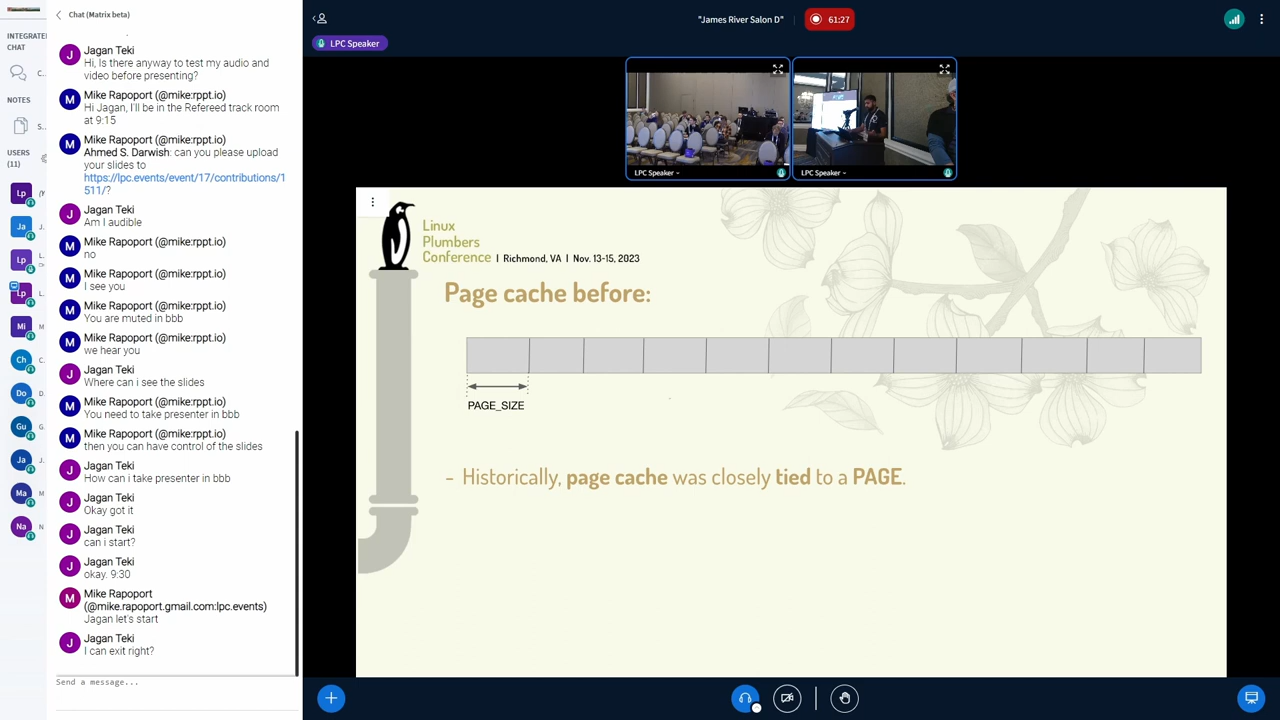 Chat (Matrix beta)
INTEGRATE
CHAT
C.
NOTES
S..
USERS
(11)
Jagan Teki
Hi, Is there anyway to test my audio and
video before presenting?
Mike Rapoport (@mike:rppt.io)
Hi Jagan, I'll be in the Refereed track room
at 9:15
Mike Rapoport (@mike:rppt.io)
Ahmed S. Darwish: can you please upload
your slides to
https://lpc.events/event/17/contributions/1
511/?
Jagan Teki
Am I audible
Mike Rapoport (@mike:rppt.io)
no
Mike Rapoport (@mike:rppt.io)
I see you
Mike Rapoport (@mike:rppt.io)
You are muted in bbb
Mike Rapoport (@mike:rppt.io)
we hear you
Jagan Teki
Where can i see the slides
Mike Rapoport (@mike:rppt.io)
You need to take presenter in bbb
Mike Rapoport (@mike:rppt.io)
then you can have control of the slides
Jagan Teki
How can i take presenter in bbb
Jagan Teki
Okay got it
Jagan Teki
can i start?
Jagan Teki
okay. 9:30
Mike Rapoport
(@mike.rapoport.gmail.com:lpc.events)
Jagan let's start
Jagan Teki
I can exit right?
Send a message...
"James River Salon D"
61:27
LPC Speaker
LPC Speaker
LPC Speaker
Linux
Plumbers
Conference | Richmond, VA | Nov. 13-15, 2023
Page cache before:
PAGE_SIZE
- Historically, page cache was closely tied to a PAGE.